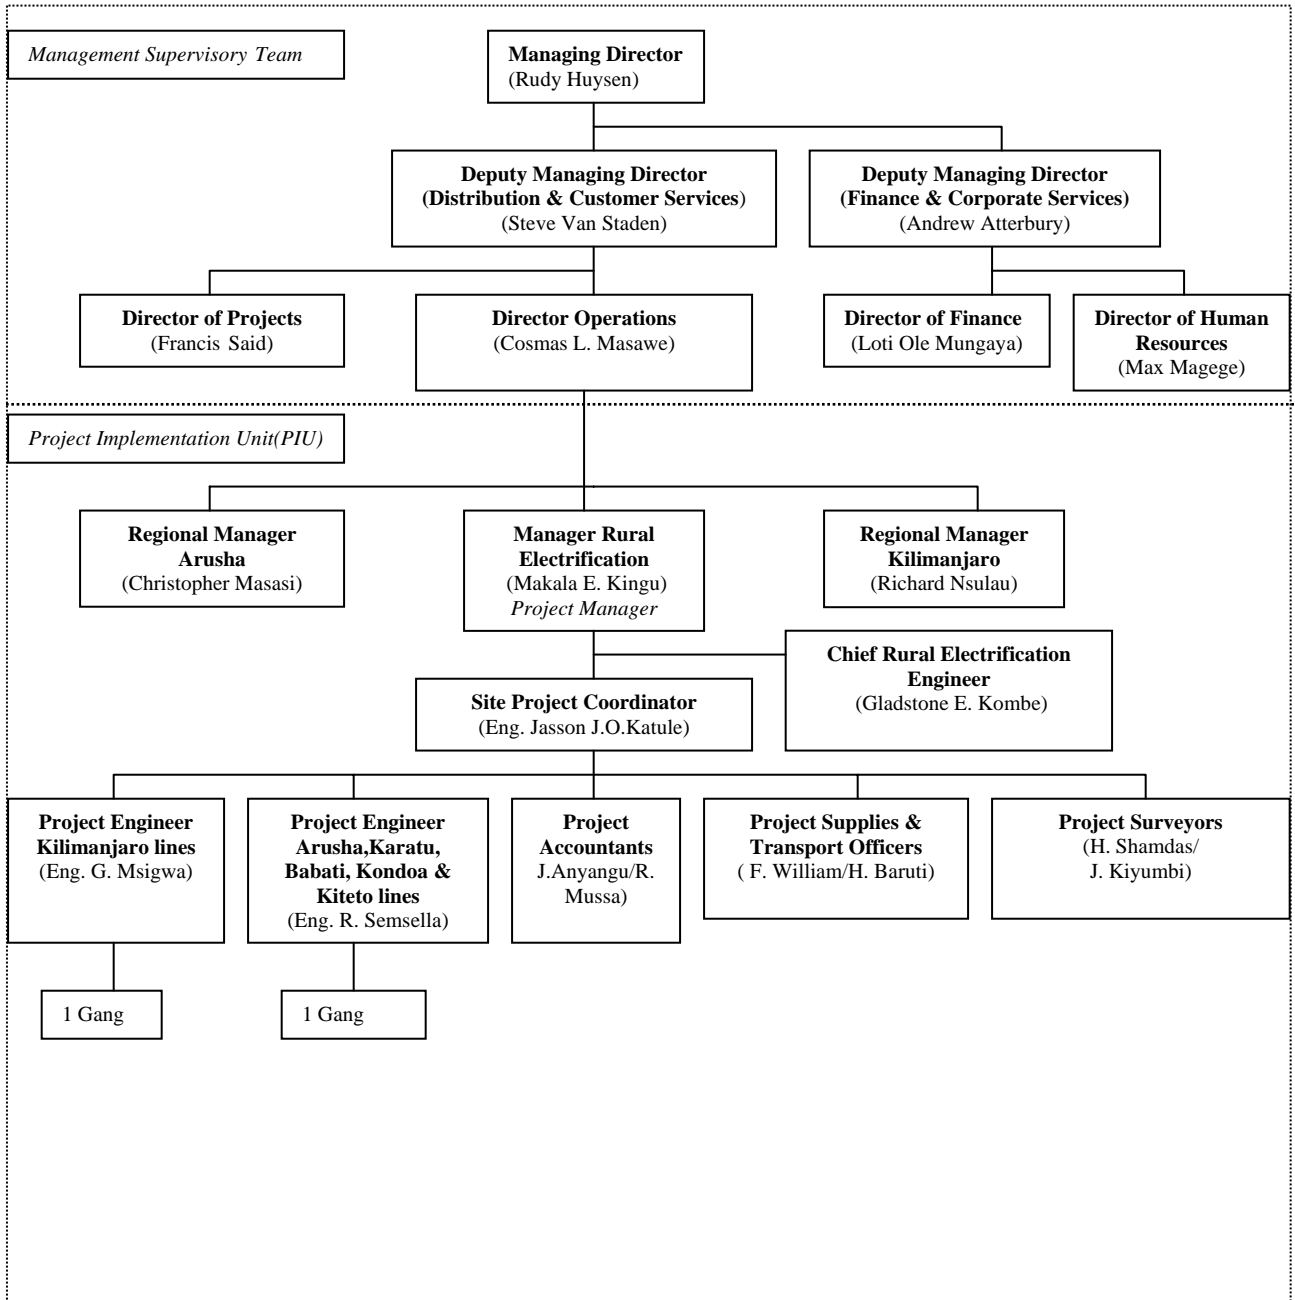 Management Supervisory Team
Managing Director
(Rudy Huysen)
Deputy Managing Director
(Distribution & Customer Services)
(Steve Van Staden)
Deputy Managing Director
(Finance & Corporate Services)
(Andrew Atterbury)
Director of Projects
(Francis Said)
Director Operations
(Cosmas L. Masawe)
Director of Finance
(Loti Ole Mungaya)
Director of Human
Resources
(Max Magege)
Project Implementation Unit(PIU)
Regional Manager
Arusha
(Christopher Masasi)
Manager Rural
Electrification
(Makala E. Kingu)
Project Manager
Regional Manager
Kilimanjaro
(Richard Nsulau)
Chief Rural Electrification
Engineer
(Gladstone E. Kombe)
Site Project Coordinator
(Eng. Jasson J.O.Katule)
Project Engineer
Kilimanjaro lines
(Eng. G. Msigwa)
Project Engineer
Arusha,Karatu,
Babati, Kondoa &
Kiteto lines
(Eng. R. Semsella)
Project
Accountants
J.Anyangu/R.
Mussa)
Project Supplies &
Transport Officers
( F. William/H. Baruti)
Project Surveyors
(H. Shamdas/
J. Kiyumbi)
1 Gang
1 Gang